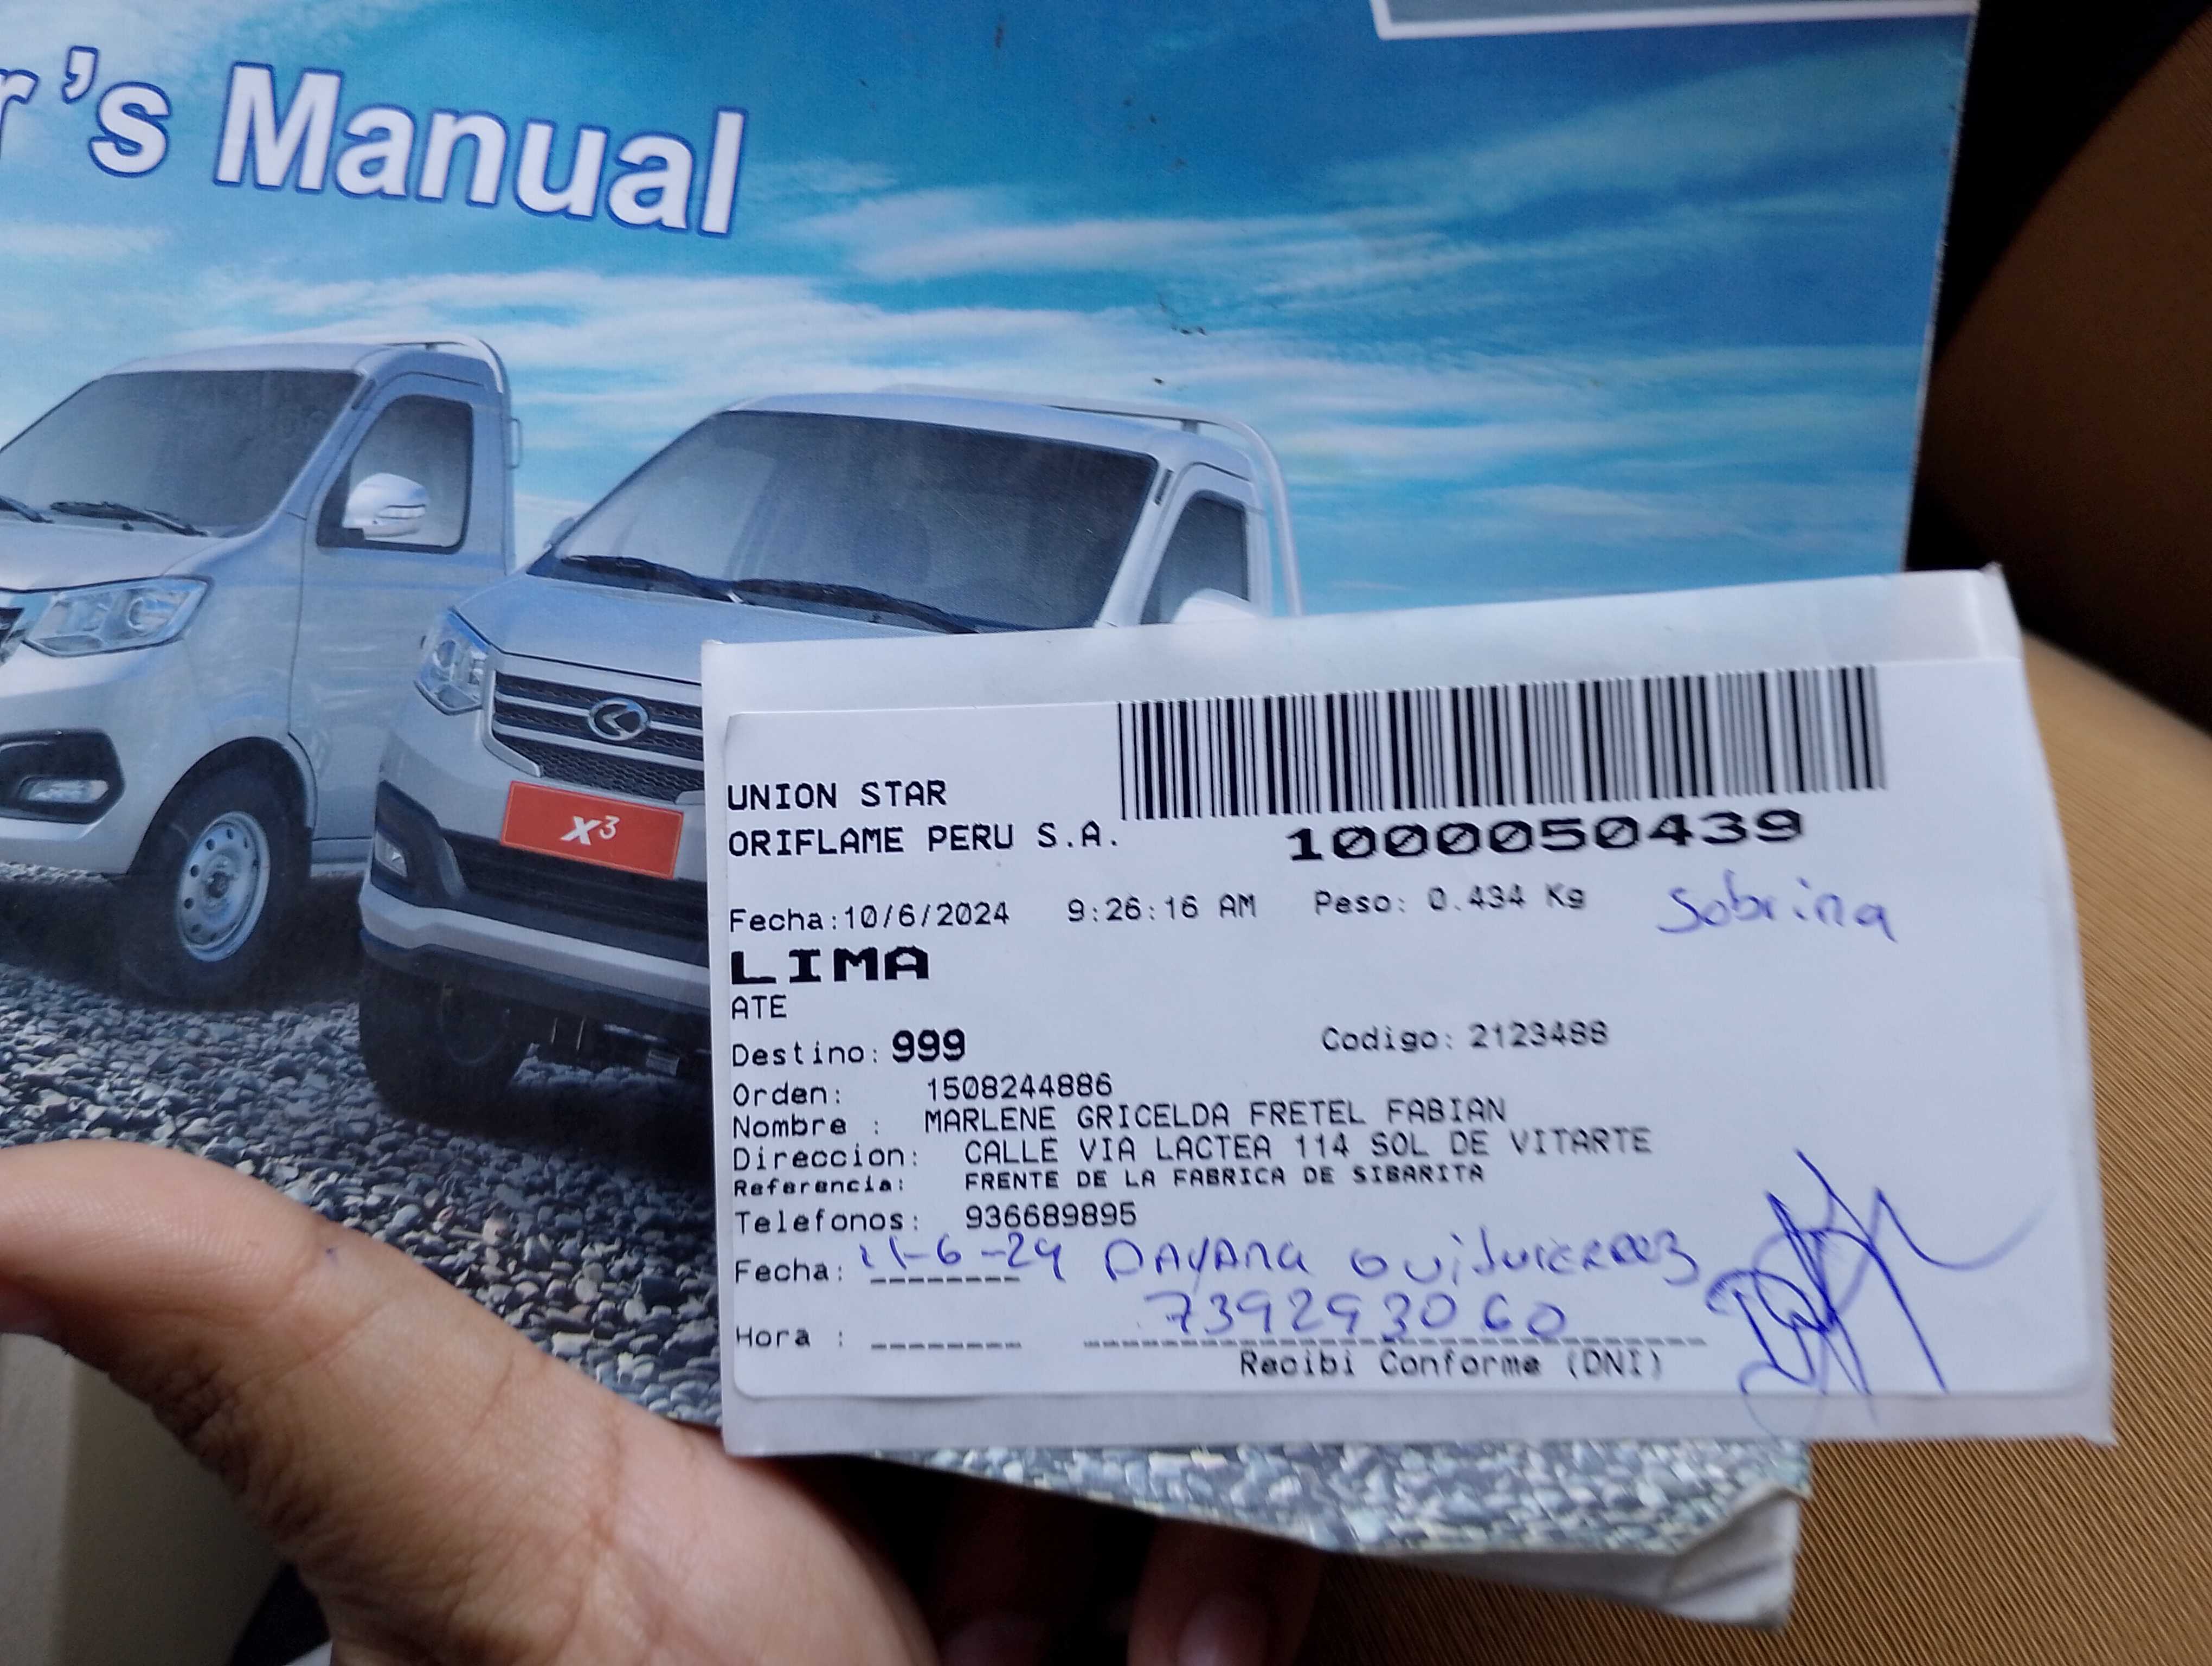 r's Manual
x3
UNION STAR
ORIFLAME PERU S.A.
1000050439
Fecha:10/6/2024 9:26:16 AM Peso: 0.434 Kg Sobrina
LIMA
ATE
Destino: 999 Codigo: 2123488
Orden: 1508244886
Nombre : MARLENE GRICELDA FRETEL FABIAN
Direccion: CALLE VIA LACTEA 114 SOL DE VITARTE
Referencia: FRENTE DE LA FABRICA DE SIBARITA
Telefonos: 936689895
Fecha: 11-6-24 DAYANA
Hora :
Recibi Conforme (DNI)